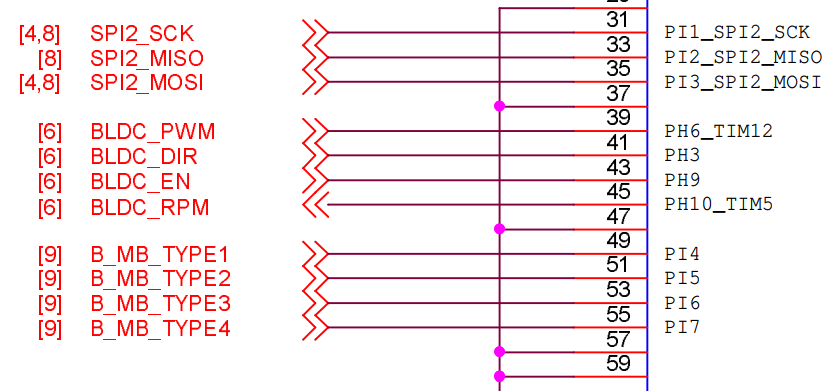 31
[4,8] SPI2_SCK PI1_SPI2_SCK
33
[8] SPI2_MISO PI2_SPI2_MISO
35
[4,8] SPI2_MOSI PI3_SPI2_MOSI
37
39
[6] BLDC_PWM PH6_TIM12
41
[6] BLDC_DIR PH3
43
[6] BLDC_EN PH9
45
[6] BLDC_RPM PH10_TIM5
47
49
[9] B_MB_TYPE1 PI4
51
[9] B_MB_TYPE2 PI5
53
[9] B_MB_TYPE3 PI6
55
[9] B_MB_TYPE4 PI7
57
59